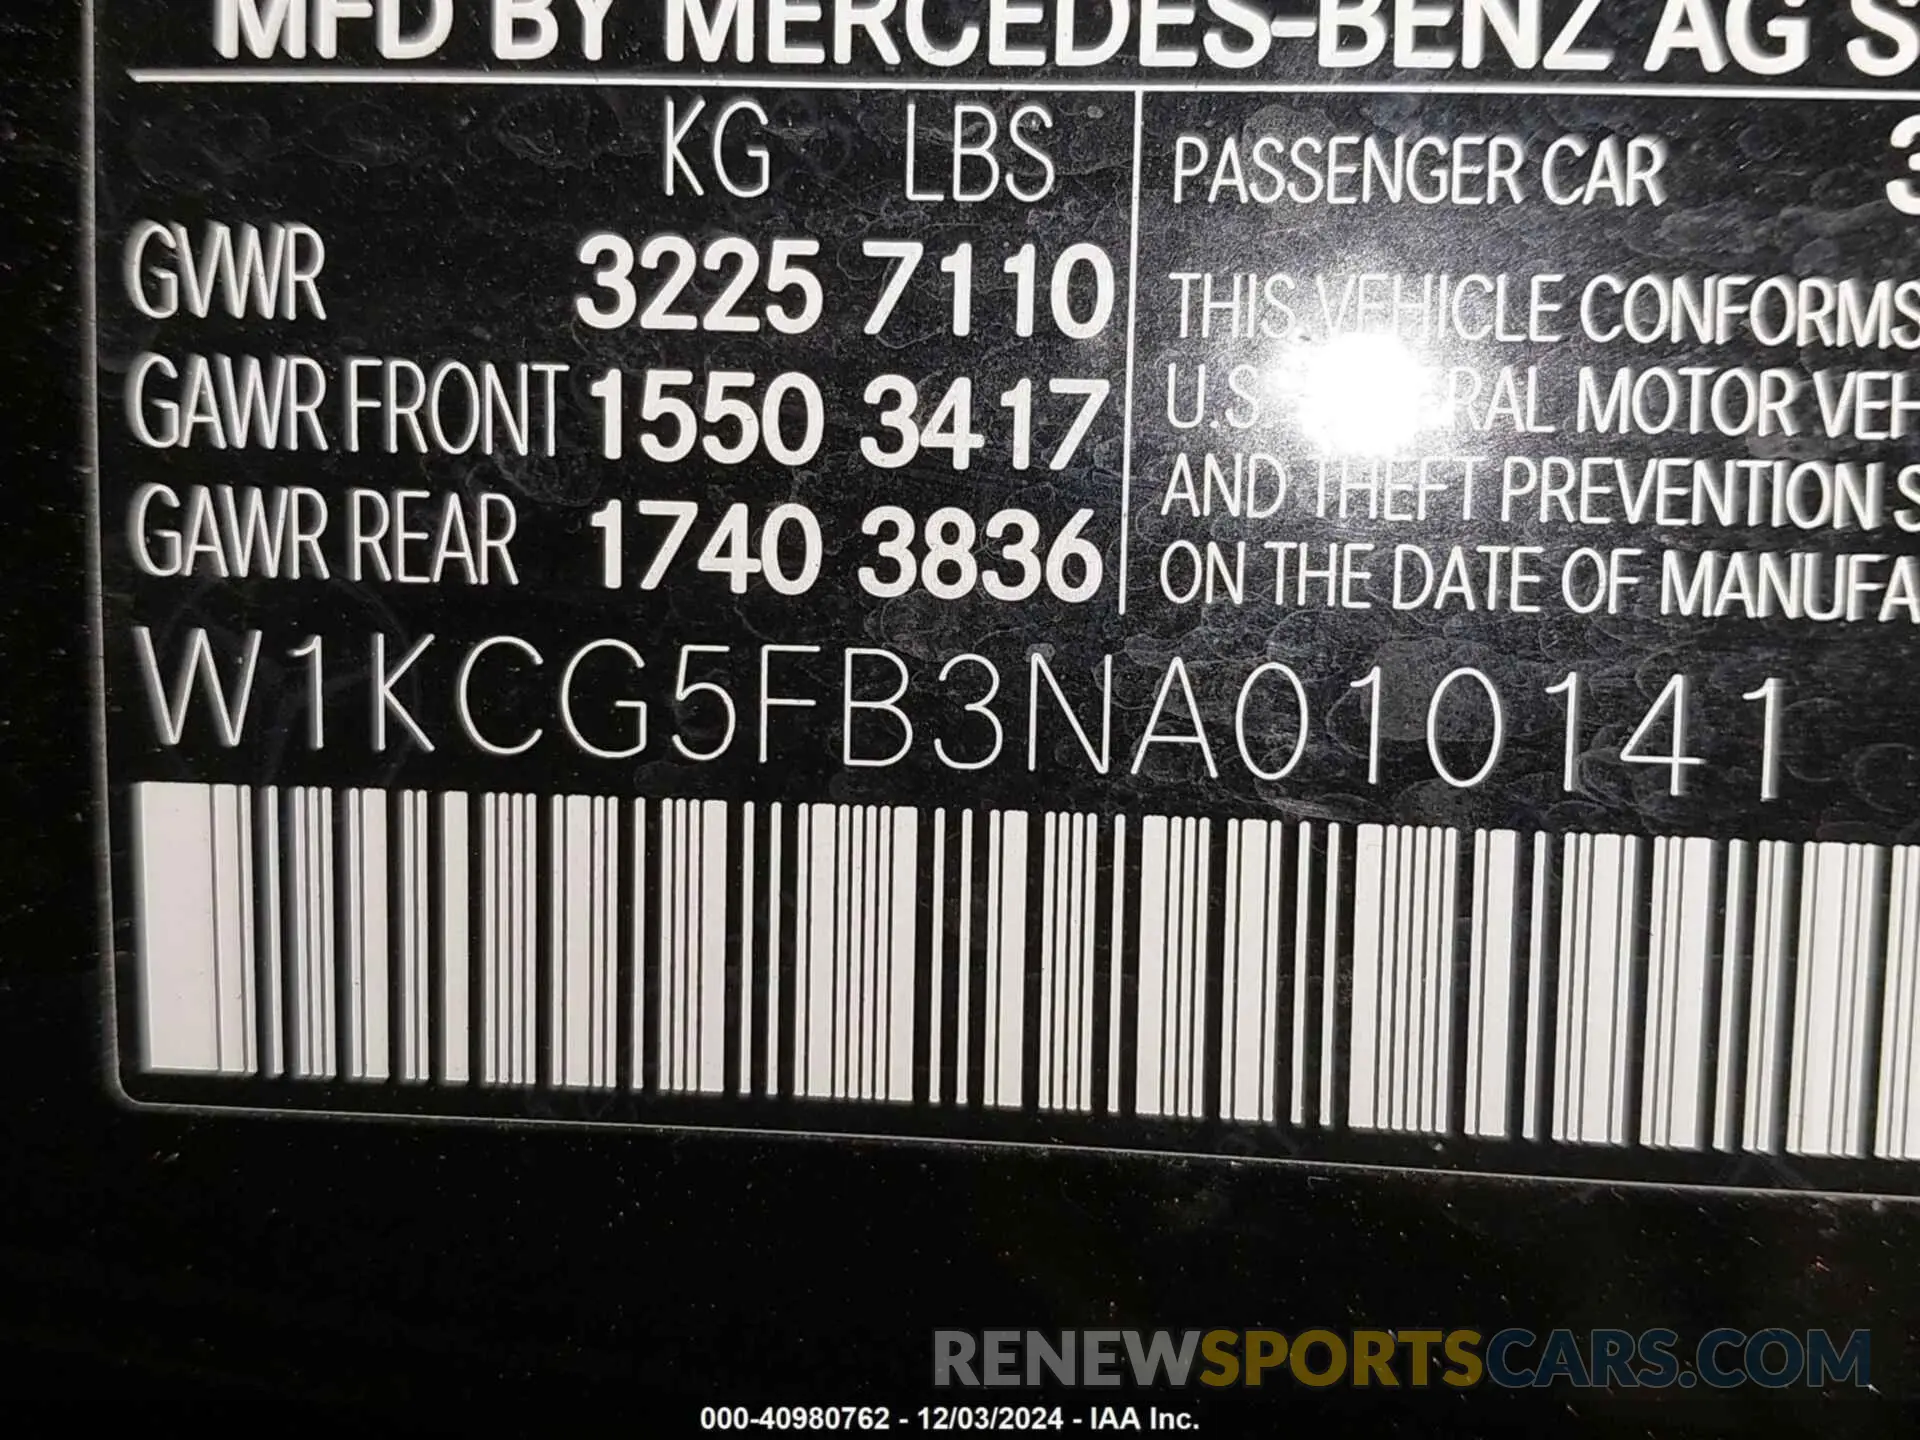 MFD BY MERCEDES-BENZ AG S
KG LBS
GVWR 3225 7110
GAWR FRONT 1550 3417
GAWR REAR 1740 3836
PASSENGER CAR 3
THIS VEHICLE CONFORMS
U.S. MOTOR VEH
AND THEFT PREVENTION S
ON THE DATE OF MANUFA
W1KCG5FB3NA010141
RENEWSPORTSCARS.COM
000-40980762 - 12/03/2024 - IAA Inc.